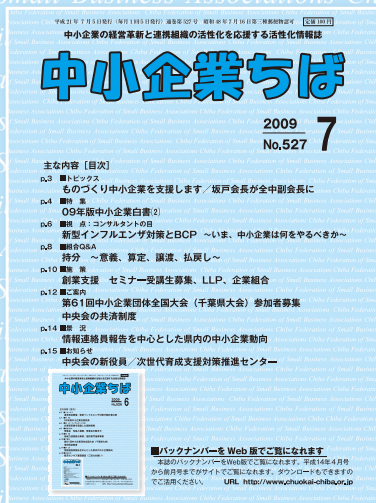 平成21年7月5日発行(毎月1回5日発行)通巻第527号 昭和48年7月16日第三種郵便物認可
定価100円
中小企業の経営革新と連携組織の活性化を応援する活性化情報誌
中小企業ちば
2009
No.527
7
主な内容[目次]
p.3 ■トピックス
ものづくり中小企業を支援します/坂戸会長が全中副会長に
p.4 ■特 集
09年版中小企業白書(2)
p.6 ■視 点:コンサルタントの目
新型インフルエンザ対策とBCP ~いま、中小企業は何をやるべきか~
p.8 ■組合Q&A
持分 ~意義、算定、譲渡、払戻し~
p.10 ■施 策
創業支援 セミナー受講生募集、LLP、企業組合
p.12 ■ご案内
第61回中小企業団体全国大会(千葉県大会)参加者募集
中央会の共済制度
p.14 ■景 況
情報連絡員報告を中心とした県内の中小企業動向
p.15 ■お知らせ
中央会の新役員/次世代育成支援対策推進センター
中小企業ちば
2009
No.526
6
■バックナンバーをWeb版でご覧になれます
本誌のバックナンバーをWeb版でご覧になれます。平成14年4月号
から前月号までがサイトでご覧になれます。ダウンロードもできますの
でご活用ください。 URL http://www.chuokai-chiba.or.jp